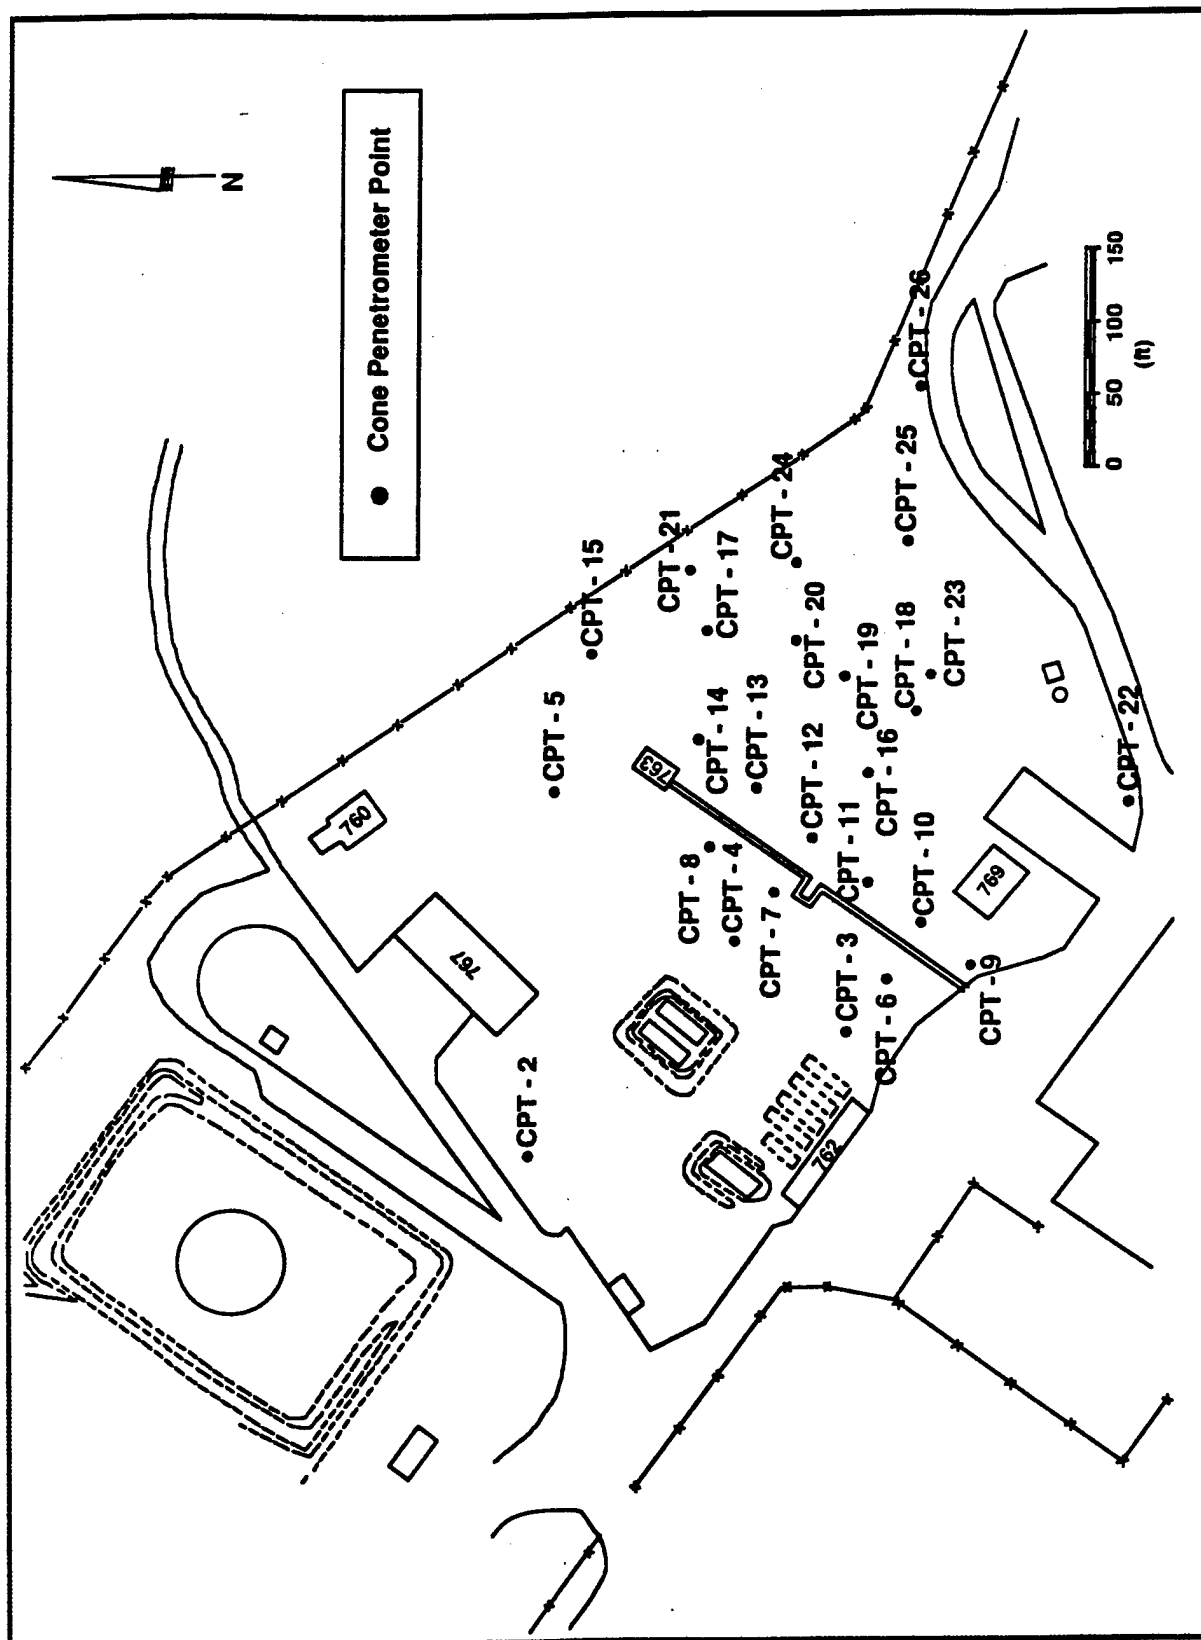 N
● Cone Penetrometer Point
CPT - 15
CPT - 5
CPT - 21
CPT - 17
CPT - 24
CPT - 26
CPT - 25
CPT - 20
CPT - 14
CPT - 13
CPT - 19
CPT - 18
CPT - 23
CPT - 12
CPT - 16
CPT - 11
CPT - 10
CPT - 22
CPT - 8
CPT - 4
CPT - 7
CPT - 3
CPT - 6
CPT - 9
CPT - 2
760
767
763
762
769
0 50 100 150
(ft)